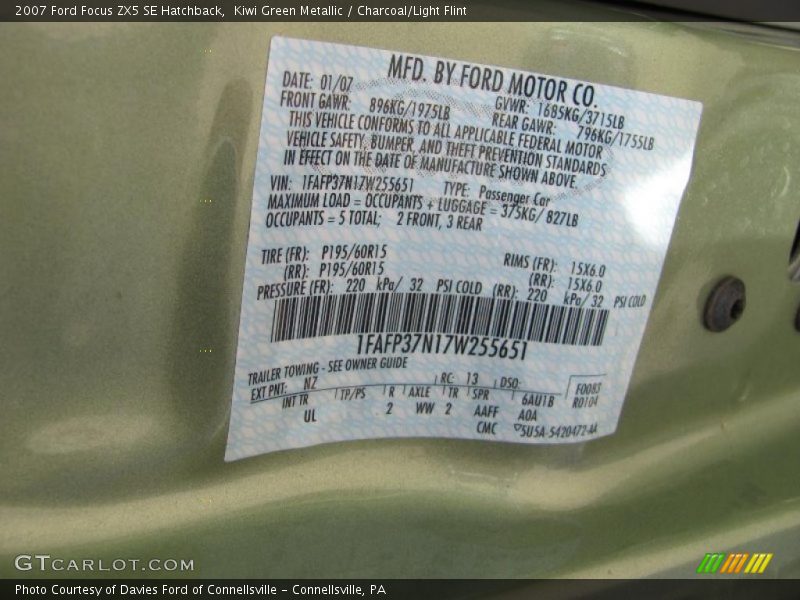 2007 Ford Focus ZX5 SE Hatchback,  Kiwi Green Metallic / Charcoal/Light Flint
MFD. BY FORD MOTOR CO.
DATE: 01/07 GVWR: 1685KG/3715LB
FRONT GAWR: 896KG/1975LB REAR GAWR: 796KG/1755LB
THIS VEHICLE CONFORMS TO ALL APPLICABLE FEDERAL MOTOR
VEHICLE SAFETY, BUMPER, AND THEFT PREVENTION STANDARDS
IN EFFECT ON THE DATE OF MANUFACTURE SHOWN ABOVE.
VIN: 1FAFP37N17W255651 TYPE: Passenger Car
MAXIMUM LOAD = OCCUPANTS + LUGGAGE = 375KG/ 827LB
OCCUPANTS = 5 TOTAL; 2 FRONT, 3 REAR
TIRE (FR): P195/60R15 RIMS (FR): 15X6.0
(RR): P195/60R15 (RR): 15X6.0
PRESSURE (FR): 220 kPa/ 32 PSI COLD (RR): 220 kPa/ 32 PSI COLD
1FAFP37N17W255651
TRAILER TOWING - SEE OWNER GUIDE
EXT PNT: NZ RC: 13 DSO: F0085
INT TR TP/PS R AXLE TR SPR 6AU1B R0104
UL 2 WW 2 AAFF AOA
CMC 5U5A-5420472-AA
GTCARLOT.COM
Photo Courtesy of Davies Ford of Connellsville – Connellsville, PA